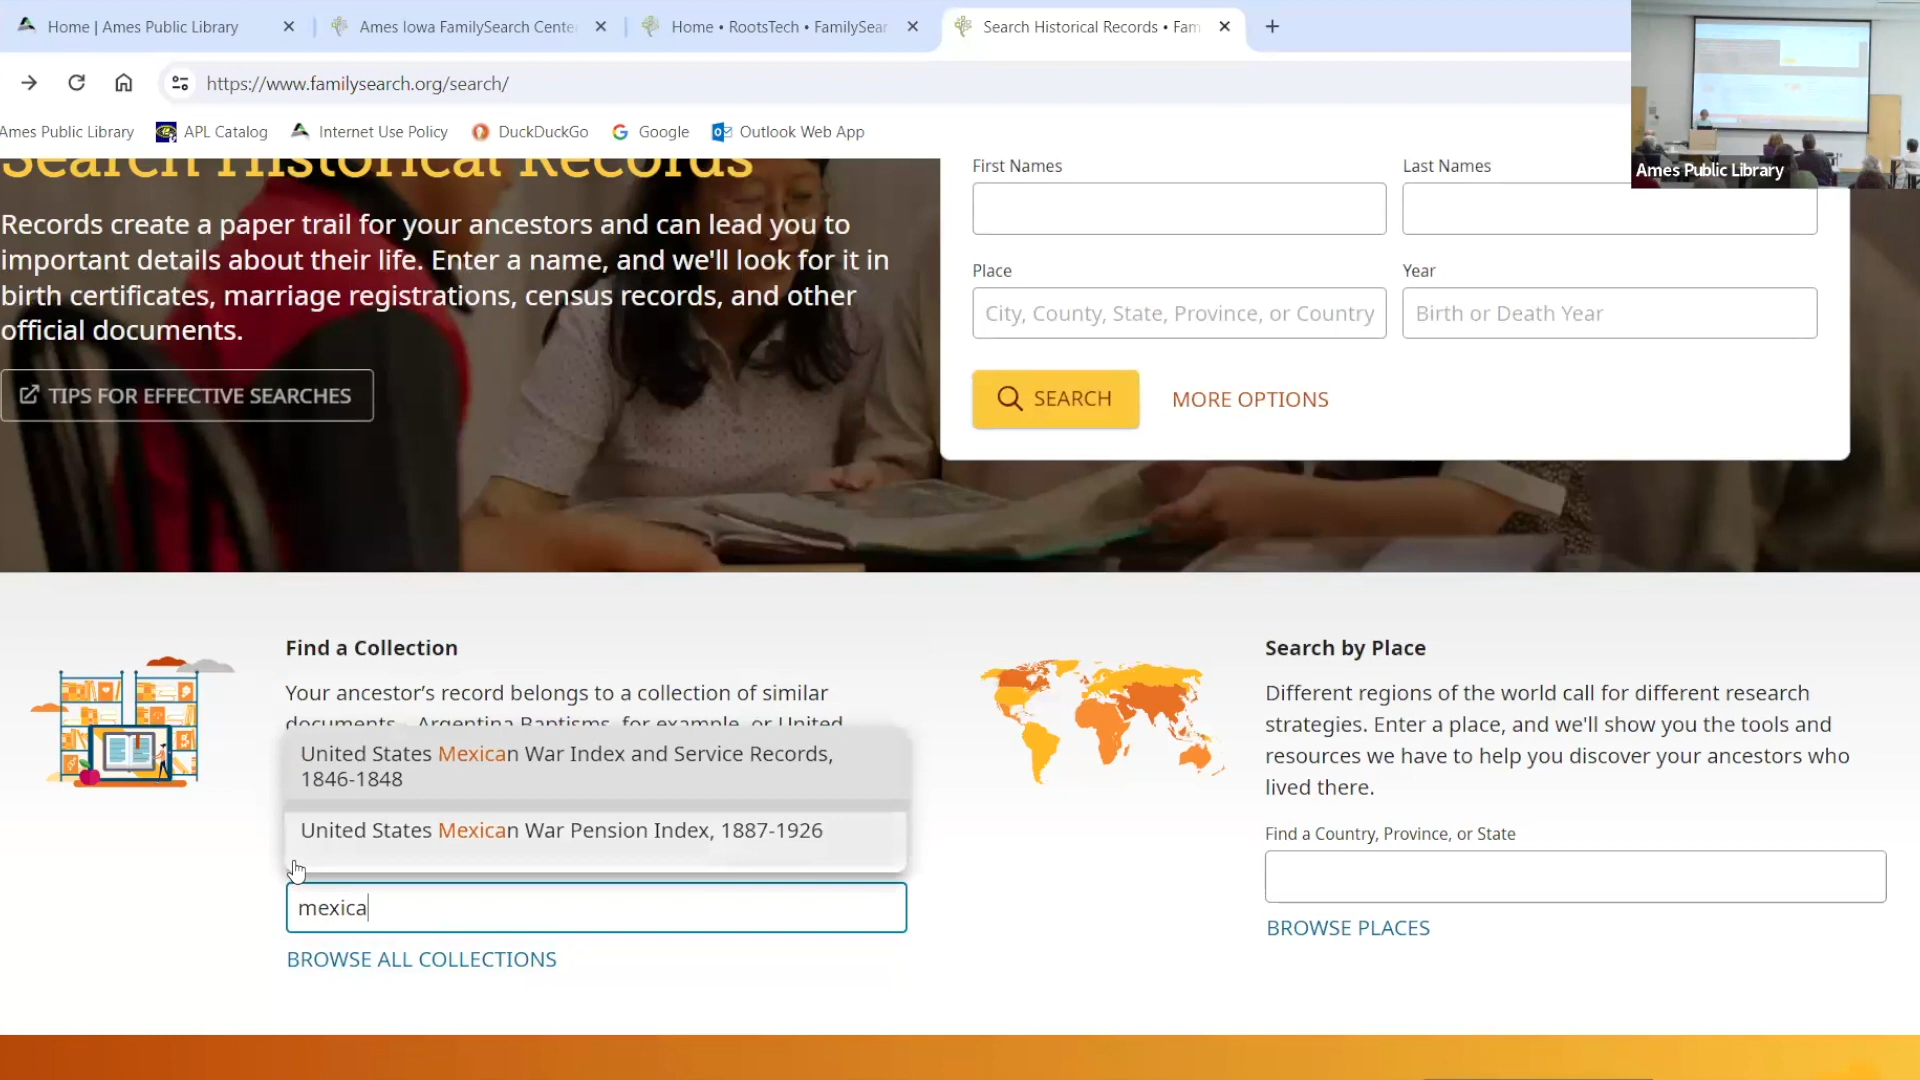 Home | Ames Public Library
Ames Iowa FamilySearch Cente
Home • RootsTech • FamilySear
Search Historical Records • Fam
https://www.familysearch.org/search/
Ames Public Library
APL Catalog
Internet Use Policy
DuckDuckGo
Google
Outlook Web App
Ames Public Library
Search Historical Records
Records create a paper trail for your ancestors and can lead you to
important details about their life. Enter a name, and we'll look for it in
birth certificates, marriage registrations, census records, and other
official documents.
TIPS FOR EFFECTIVE SEARCHES
First Names
Last Names
Place
Year
City, County, State, Province, or Country
Birth or Death Year
SEARCH
MORE OPTIONS
Find a Collection
Your ancestor’s record belongs to a collection of similar
documents—Argentina Baptisms, for example, or United
United States Mexican War Index and Service Records,
1846-1848
United States Mexican War Pension Index, 1887-1926
mexica
BROWSE ALL COLLECTIONS
Search by Place
Different regions of the world call for different research
strategies. Enter a place, and we'll show you the tools and
resources we have to help you discover your ancestors who
lived there.
Find a Country, Province, or State
BROWSE PLACES